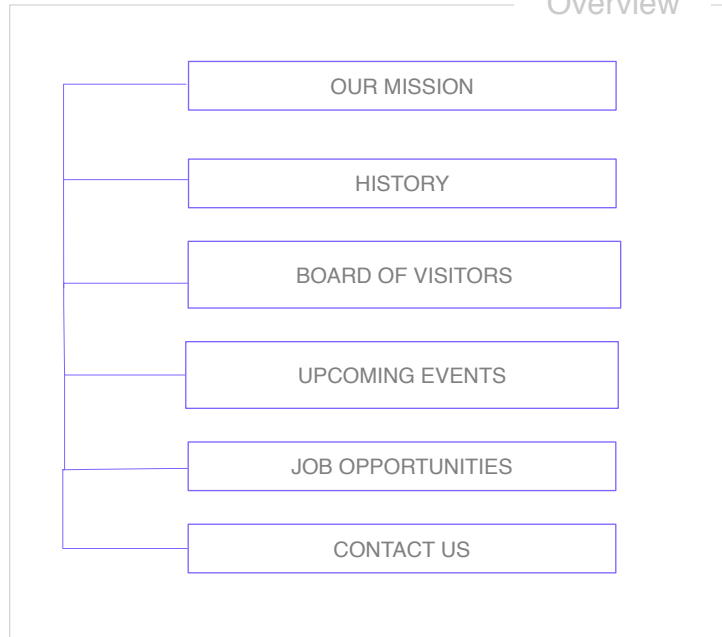 Overview
OUR MISSION
HISTORY
BOARD OF VISITORS
UPCOMING EVENTS
JOB OPPORTUNITIES
CONTACT US